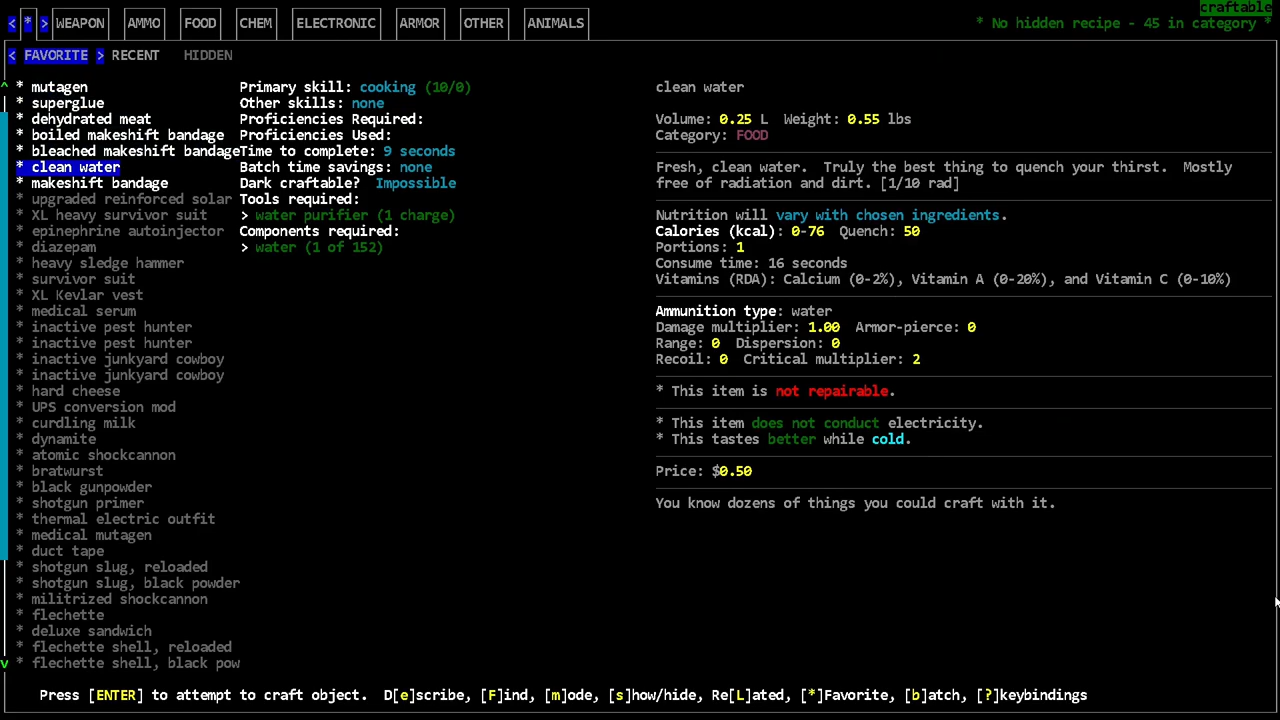 craftable
< * > WEAPON AMMO FOOD CHEM ELECTRONIC ARMOR OTHER ANIMALS * No hidden recipe - 45 in category *
< FAVORITE > RECENT HIDDEN
* mutagen
* superglue
* dehydrated meat
* boiled makeshift bandage
* bleached makeshift bandage
* clean water
* makeshift bandage
* upgraded reinforced solar
* XL heavy survivor suit
* epinephrine autoinjector
* diazepam
* heavy sledge hammer
* survivor suit
* XL Kevlar vest
* medical serum
* inactive pest hunter
* inactive pest hunter
* inactive junkyard cowboy
* inactive junkyard cowboy
* hard cheese
* UPS conversion mod
* curdling milk
* dynamite
* atomic shockcannon
* bratwurst
* black gunpowder
* shotgun primer
* thermal electric outfit
* medical mutagen
* duct tape
* shotgun slug, reloaded
* shotgun slug, black powder
* militrized shockcannon
* flechette
* deluxe sandwich
* flechette shell, reloaded
* flechette shell, black pow
Primary skill: cooking (10/0)
Other skills: none
Proficiencies Required:
Proficiencies Used:
Time to complete: 9 seconds
Batch time savings: none
Dark craftable? Impossible
Tools required:
> water purifier (1 charge)
Components required:
> water (1 of 152)
clean water
Volume: 0.25 L Weight: 0.55 lbs
Category: FOOD
Fresh, clean water. Truly the best thing to quench your thirst. Mostly
free of radiation and dirt. [1/10 rad]
Nutrition will vary with chosen ingredients.
Calories (kcal): 0-76 Quench: 50
Portions: 1
Consume time: 16 seconds
Vitamins (RDA): Calcium (0-2%), Vitamin A (0-20%), and Vitamin C (0-10%)
Ammunition type: water
Damage multiplier: 1.00 Armor-pierce: 0
Range: 0 Dispersion: 0
Recoil: 0 Critical multiplier: 2
* This item is not repairable.
* This item does not conduct electricity.
* This tastes better while cold.
Price: $0.50
You know dozens of things you could craft with it.
Press [ENTER] to attempt to craft object. D[e]scribe, [F]ind, [m]ode, [s]how/hide, Re[L]ated, [*]Favorite, [b]atch, [?]keybindings